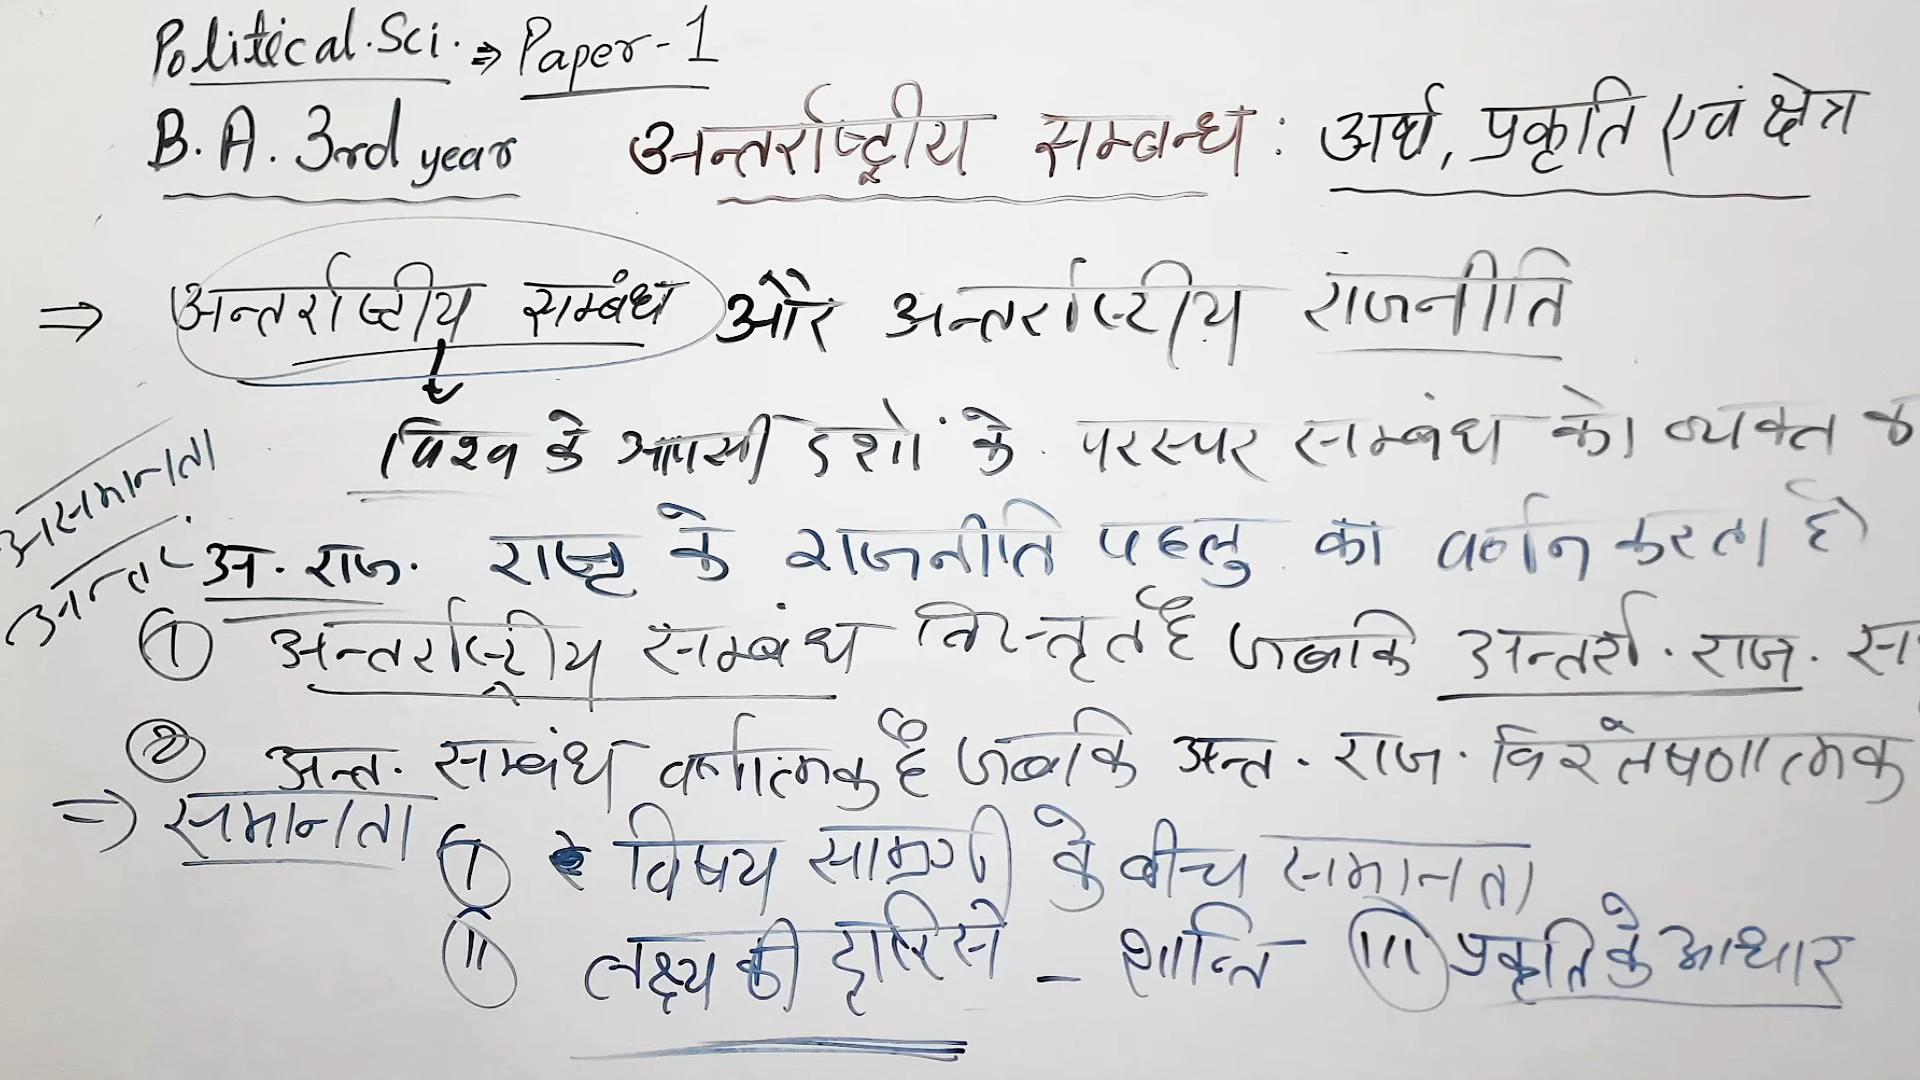 Political.Sci. ⇒ Paper-1
B.A. 3rd year अन्तर्राष्ट्रीय सम्बन्ध : अर्थ, प्रकृति एवं क्षेत्र
⇒ अन्तर्राष्टीय सम्बंध और अन्तर्राष्टीय राजनीति
विश्व के आपसी देशों के परस्पर सम्बंध को व्यक्त क
असमानता
अन्तर
अ. राज. राष्ट्र के राजनीति पहलु का वर्णन करता है
① अन्तर्राष्ट्रीय सम्बंध विस्तृत है जबकि अन्तर्रा. राज. स
② अन्त. सम्बंध वर्णात्मक है जबकि अन्त. राज. विश्लेषणात्मक
⇒ समानता
I विषय सामग्री के बीच समानता
II लक्ष्य की दृष्टि से - शान्ति III प्रकृति के आधार